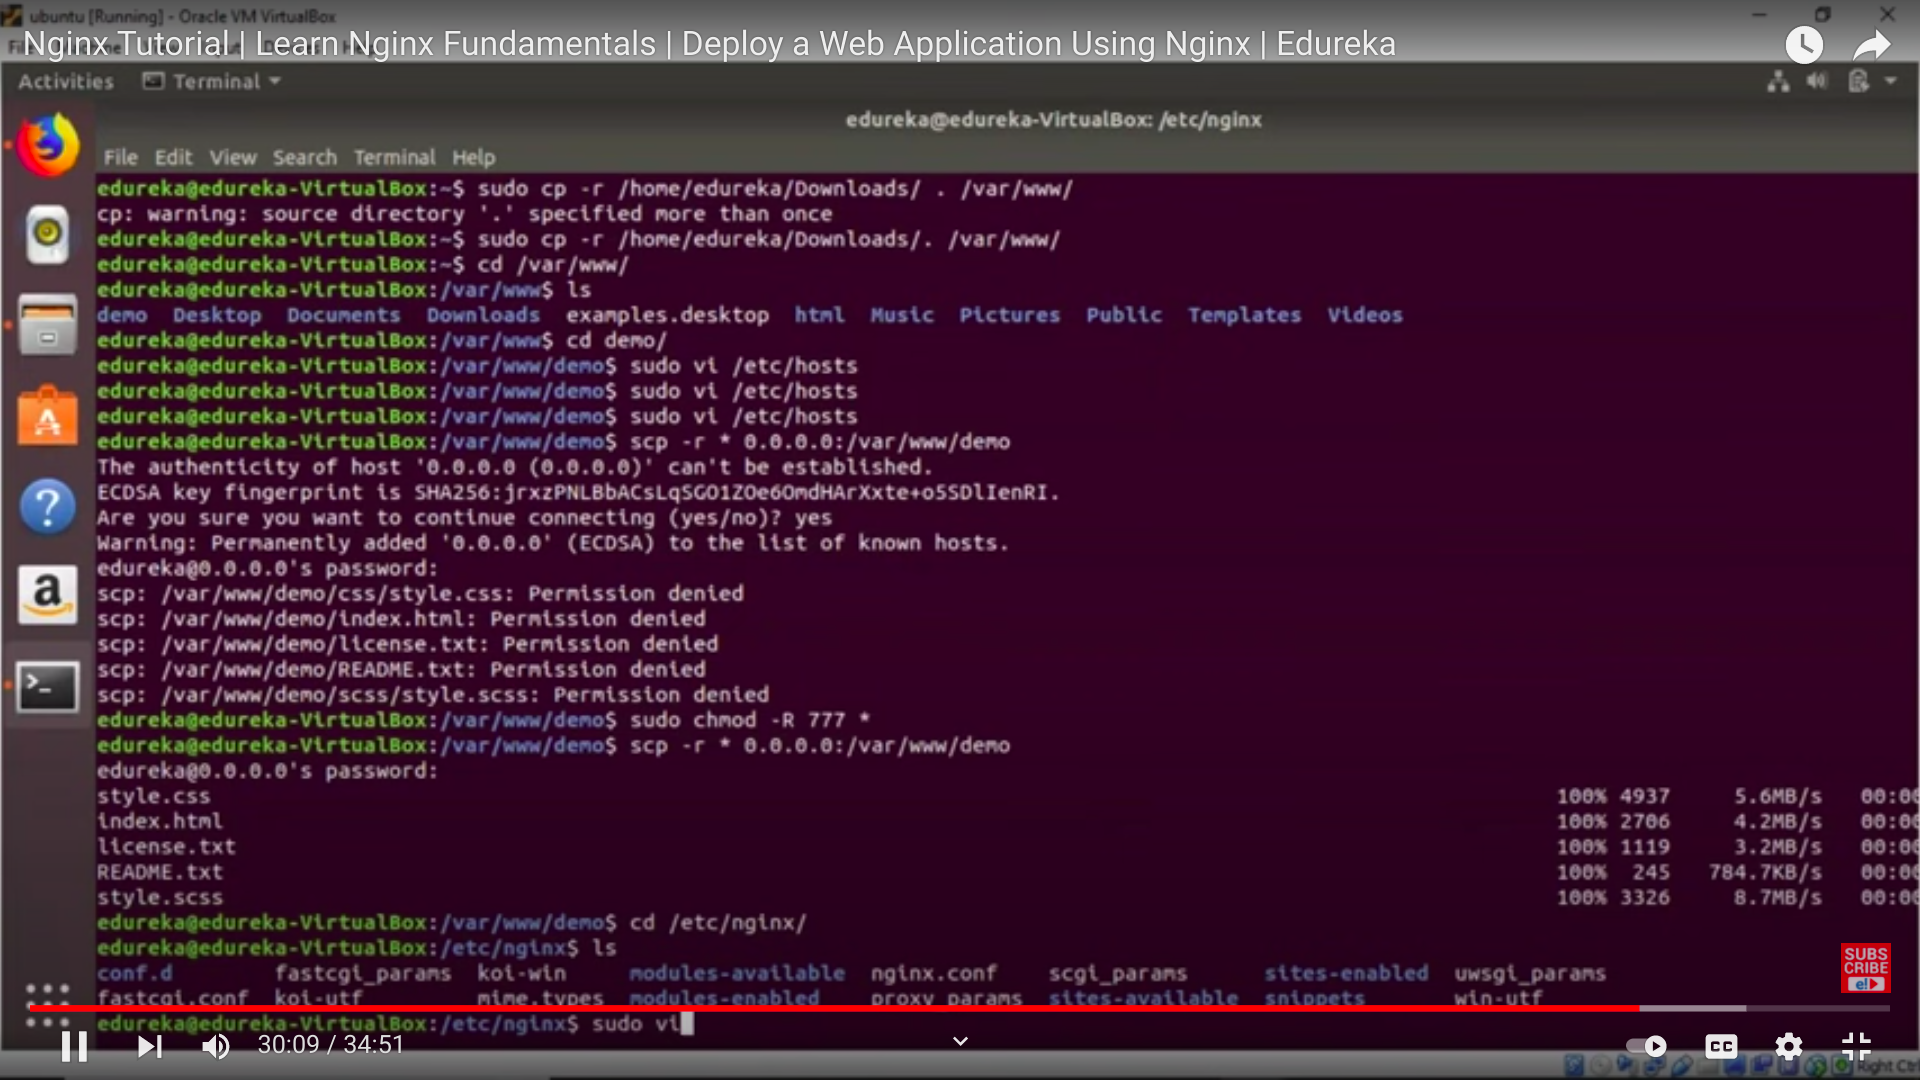 ubuntu [Running] - Oracle VM VirtualBox
Nginx Tutorial | Learn Nginx Fundamentals | Deploy a Web Application Using Nginx | Edureka
Activities Terminal
edureka@edureka-VirtualBox: /etc/nginx
File Edit View Search Terminal Help
edureka@edureka-VirtualBox:~$ sudo cp -r /home/edureka/Downloads/ . /var/www/
cp: warning: source directory '.' specified more than once
edureka@edureka-VirtualBox:~$ sudo cp -r /home/edureka/Downloads/. /var/www/
edureka@edureka-VirtualBox:~$ cd /var/www/
edureka@edureka-VirtualBox:/var/www$ ls
demo Desktop Documents Downloads examples.desktop html Music Pictures Public Templates Videos
edureka@edureka-VirtualBox:/var/www$ cd demo/
edureka@edureka-VirtualBox:/var/www/demo$ sudo vi /etc/hosts
edureka@edureka-VirtualBox:/var/www/demo$ sudo vi /etc/hosts
edureka@edureka-VirtualBox:/var/www/demo$ sudo vi /etc/hosts
edureka@edureka-VirtualBox:/var/www/demo$ scp -r * 0.0.0.0:/var/www/demo
The authenticity of host '0.0.0.0 (0.0.0.0)' can't be established.
ECDSA key fingerprint is SHA256:jrxzPNLBbACsLqSGO1ZOe6OmdHArXxte+o5SDlIenRI.
Are you sure you want to continue connecting (yes/no)? yes
Warning: Permanently added '0.0.0.0' (ECDSA) to the list of known hosts.
edureka@0.0.0.0's password:
scp: /var/www/demo/css/style.css: Permission denied
scp: /var/www/demo/index.html: Permission denied
scp: /var/www/demo/license.txt: Permission denied
scp: /var/www/demo/README.txt: Permission denied
scp: /var/www/demo/scss/style.scss: Permission denied
edureka@edureka-VirtualBox:/var/www/demo$ sudo chmod -R 777 *
edureka@edureka-VirtualBox:/var/www/demo$ scp -r * 0.0.0.0:/var/www/demo
edureka@0.0.0.0's password:
style.css 100% 4937 5.6MB/s 00:00
index.html 100% 2706 4.2MB/s 00:00
license.txt 100% 1119 3.2MB/s 00:00
README.txt 100% 245 784.7KB/s 00:00
style.scss 100% 3326 8.7MB/s 00:00
edureka@edureka-VirtualBox:/var/www/demo$ cd /etc/nginx/
edureka@edureka-VirtualBox:/etc/nginx$ ls
conf.d fastcgi_params koi-win modules-available nginx.conf scgi_params sites-enabled uwsgi_params
fastcgi.conf koi-utf mime.types modules-enabled proxy_params sites-available snippets win-utf
edureka@edureka-VirtualBox:/etc/nginx$ sudo vi
SUBS
CRIBE
e!
30:09 / 34:51
CC
Right Ctrl